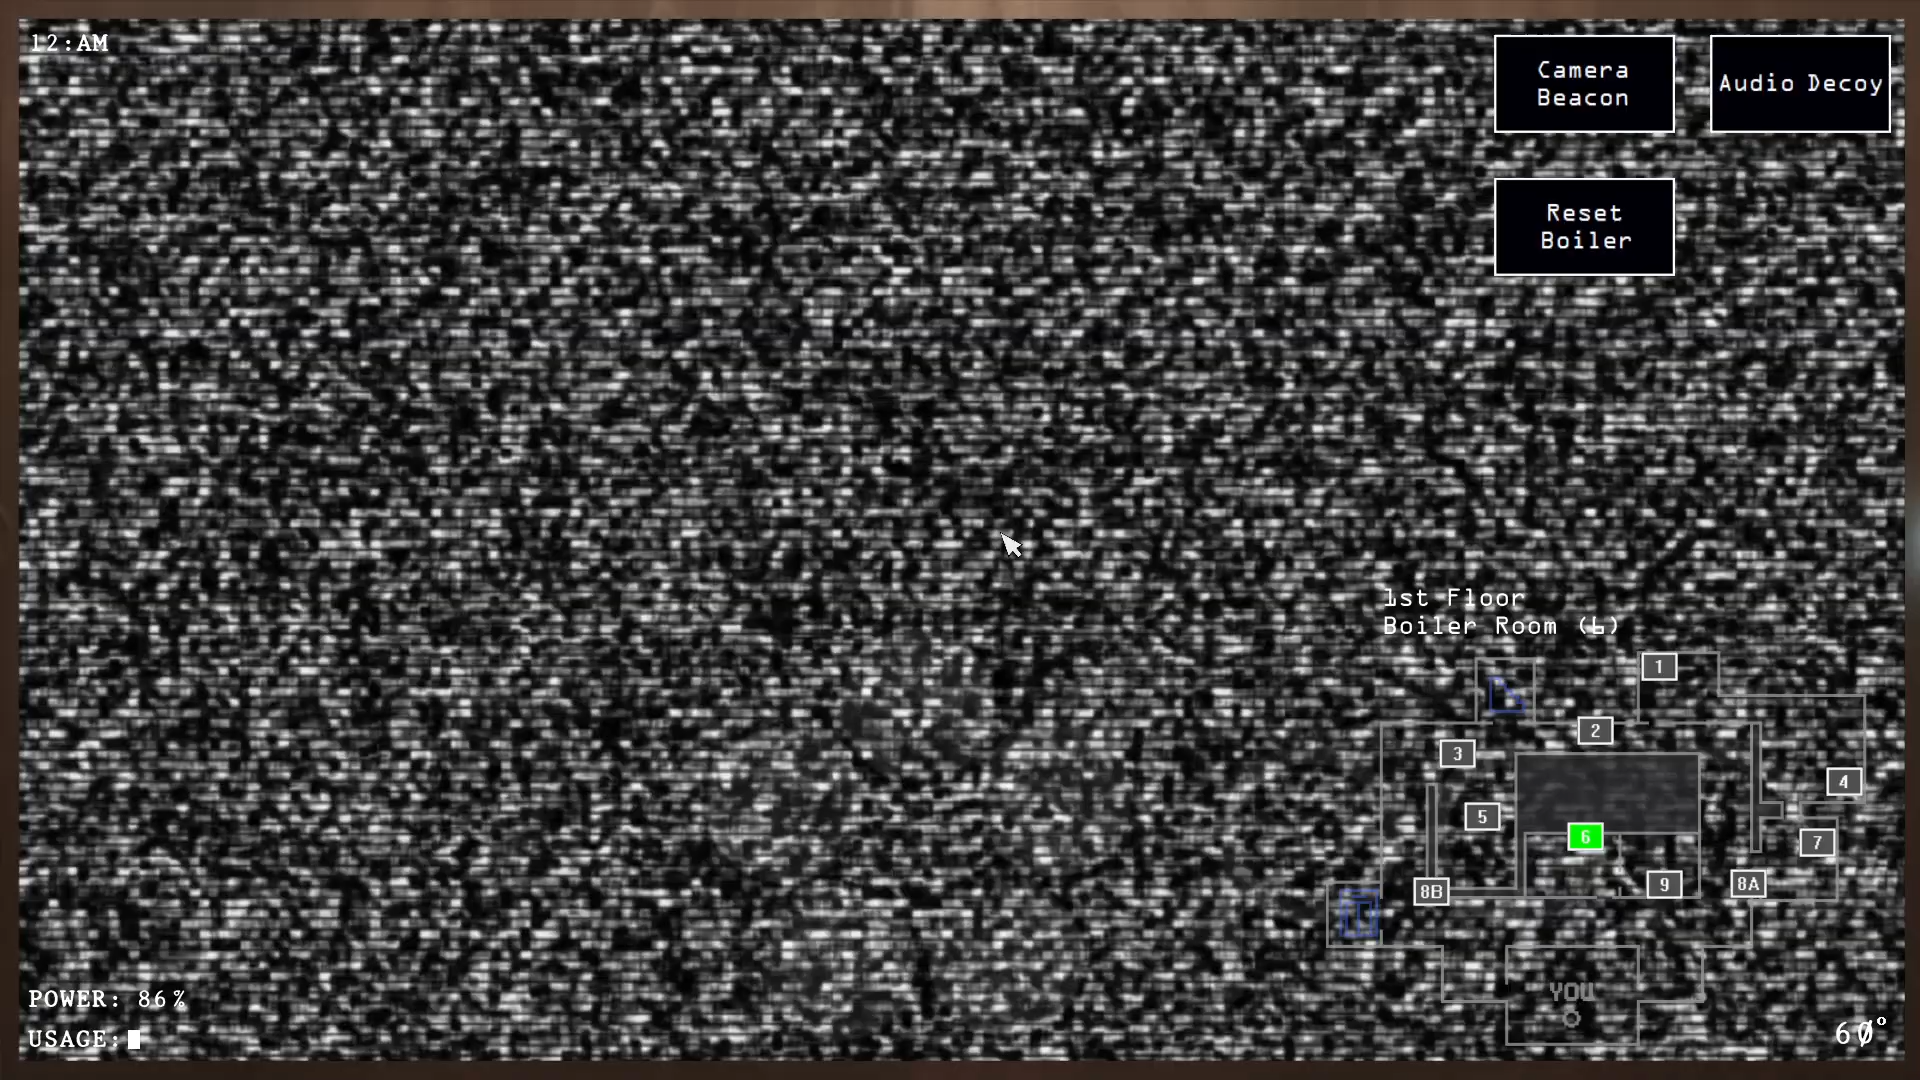 12:AM
Camera
Beacon
Audio Decoy
Reset
Boiler
1st Floor
Boiler Room (6)
1
2
3
4
5
6
7
8B
9
8A
YOU
POWER: 86%
USAGE:
60°